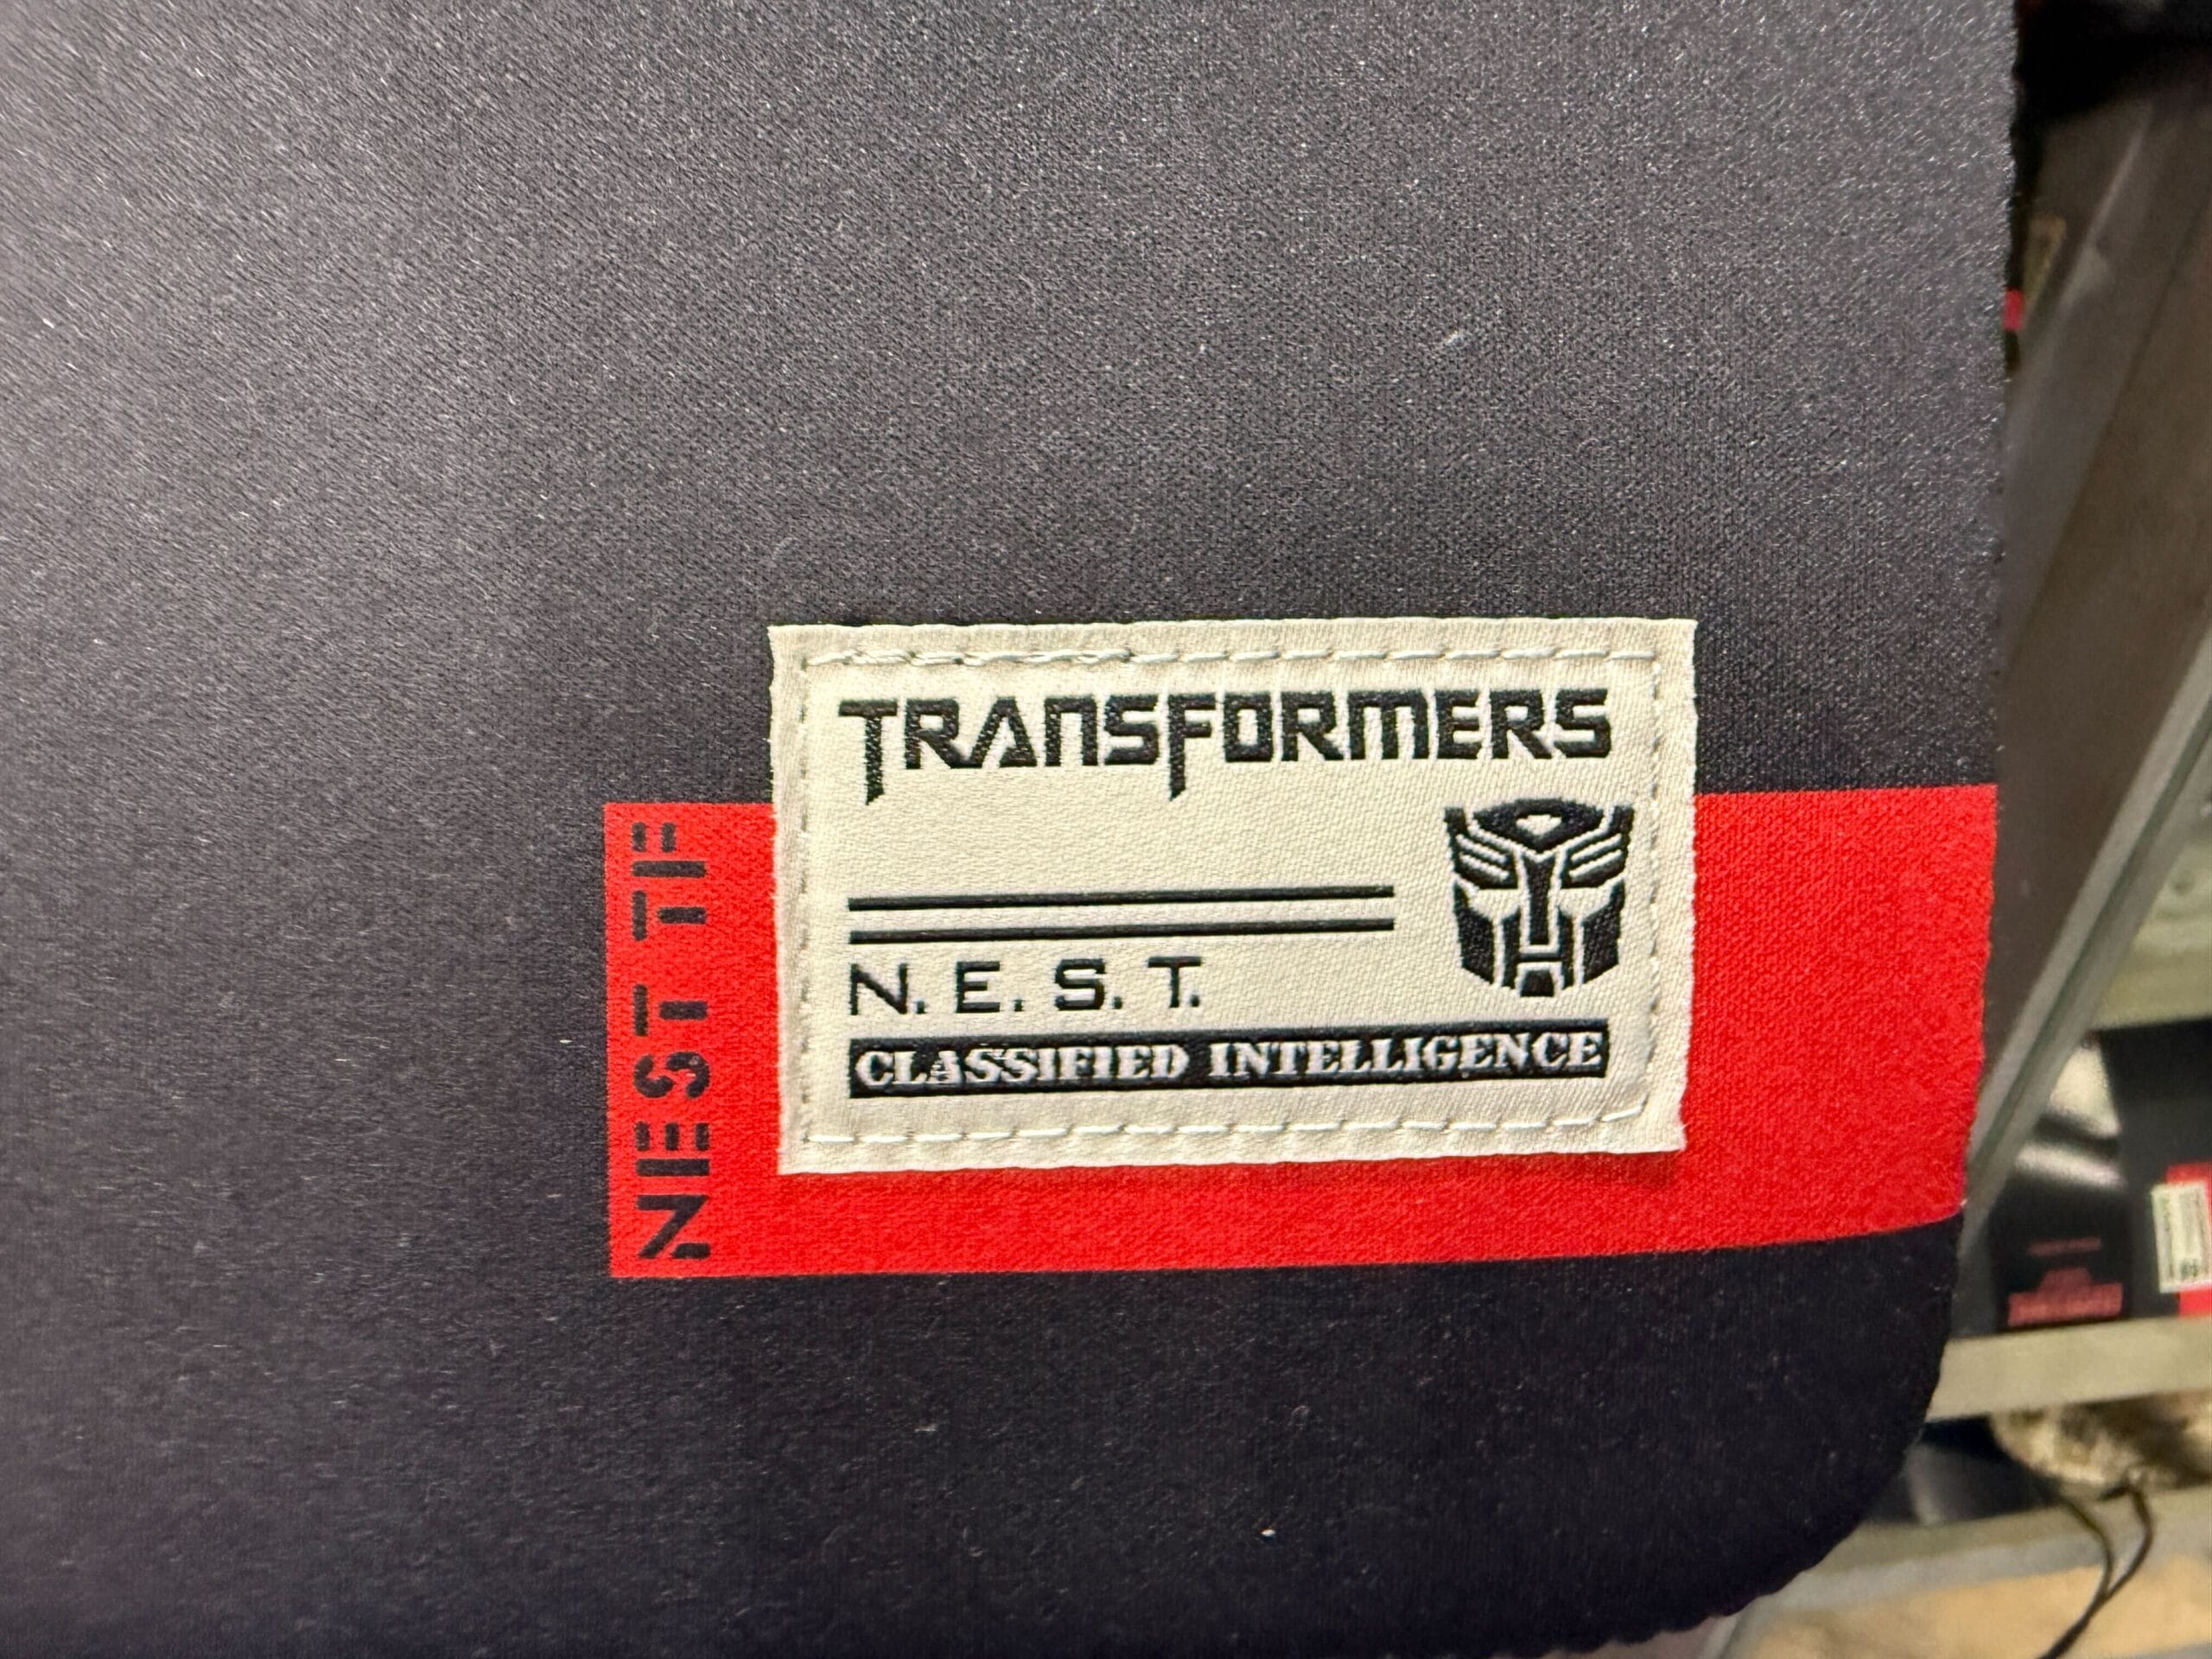 TRANSFORMERS
N.E.S.T.
CLASSIFIED INTELLIGENCE
NEST TF